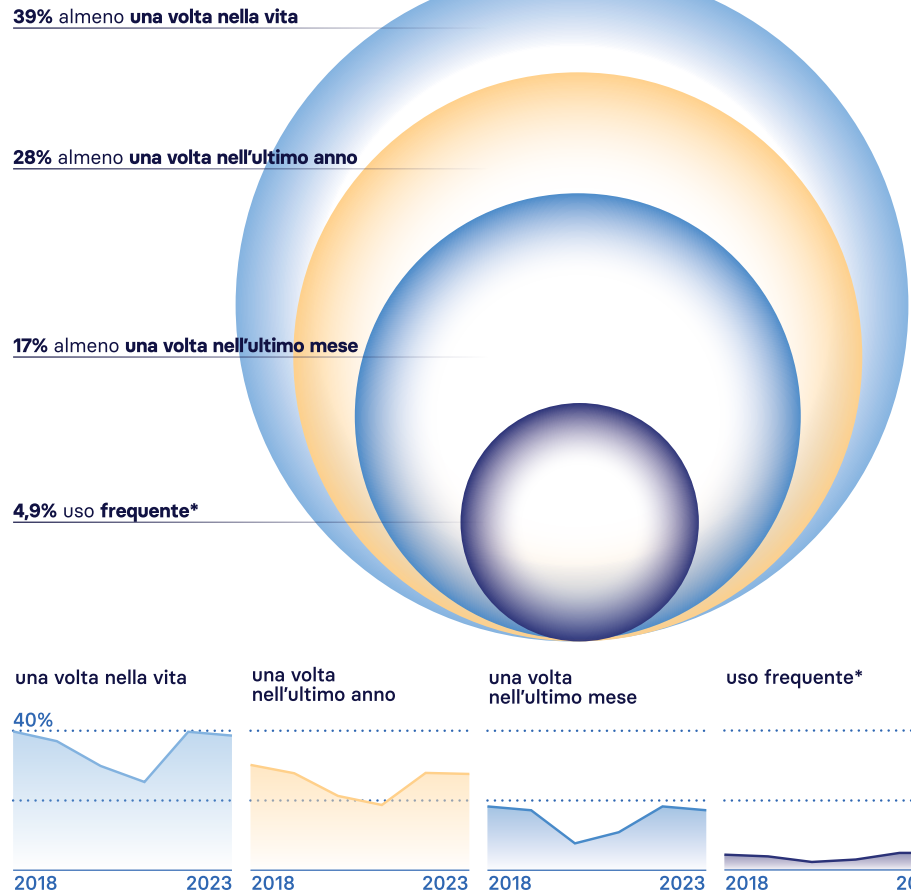 39% almeno una volta nella vita
28% almeno una volta nell'ultimo anno
17% almeno una volta nell'ultimo mese
4,9% uso frequente*
una volta nella vita
una volta
nell'ultimo anno
una volta
nell'ultimo mese
uso frequente*
40%
2018 2023
2018 2023
2018 2023
2018 20